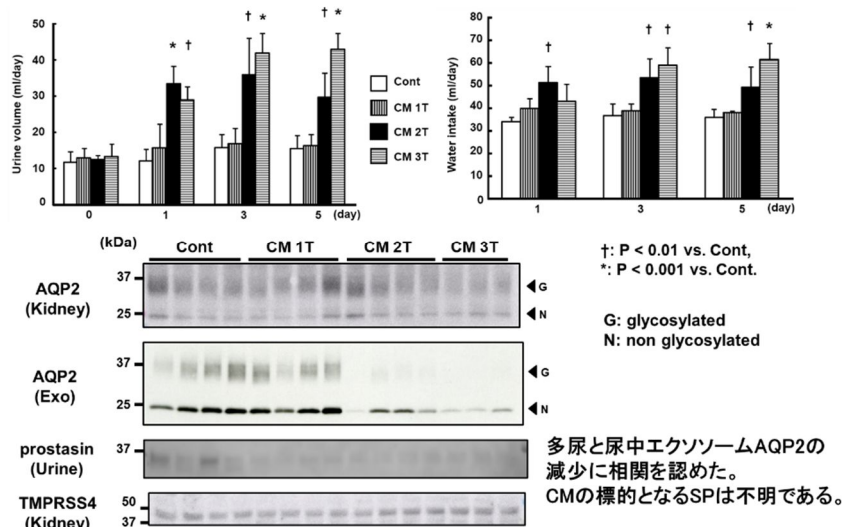 Urine volume (ml/day)
50
40
30
20
10
0
0 1 3 5 (day)
* †
† *
† *
Cont
CM 1T
CM 2T
CM 3T
Water intake (ml/day)
80
70
60
50
40
30
20
10
0
1 3 5 (day)
†
† †
† *
(kDa) Cont CM 1T CM 2T CM 3T
†: P < 0.01 vs. Cont,
*: P < 0.001 vs. Cont.
G: glycosylated
N: non glycosylated
AQP2
(Kidney)
37
25
G
N
AQP2
(Exo)
37
25
G
N
prostasin
(Urine)
37
多尿と尿中エクソソームAQP2の
減少に相関を認めた。
CMの標的となるSPは不明である。
TMPRSS4
(Kidney)
50
37